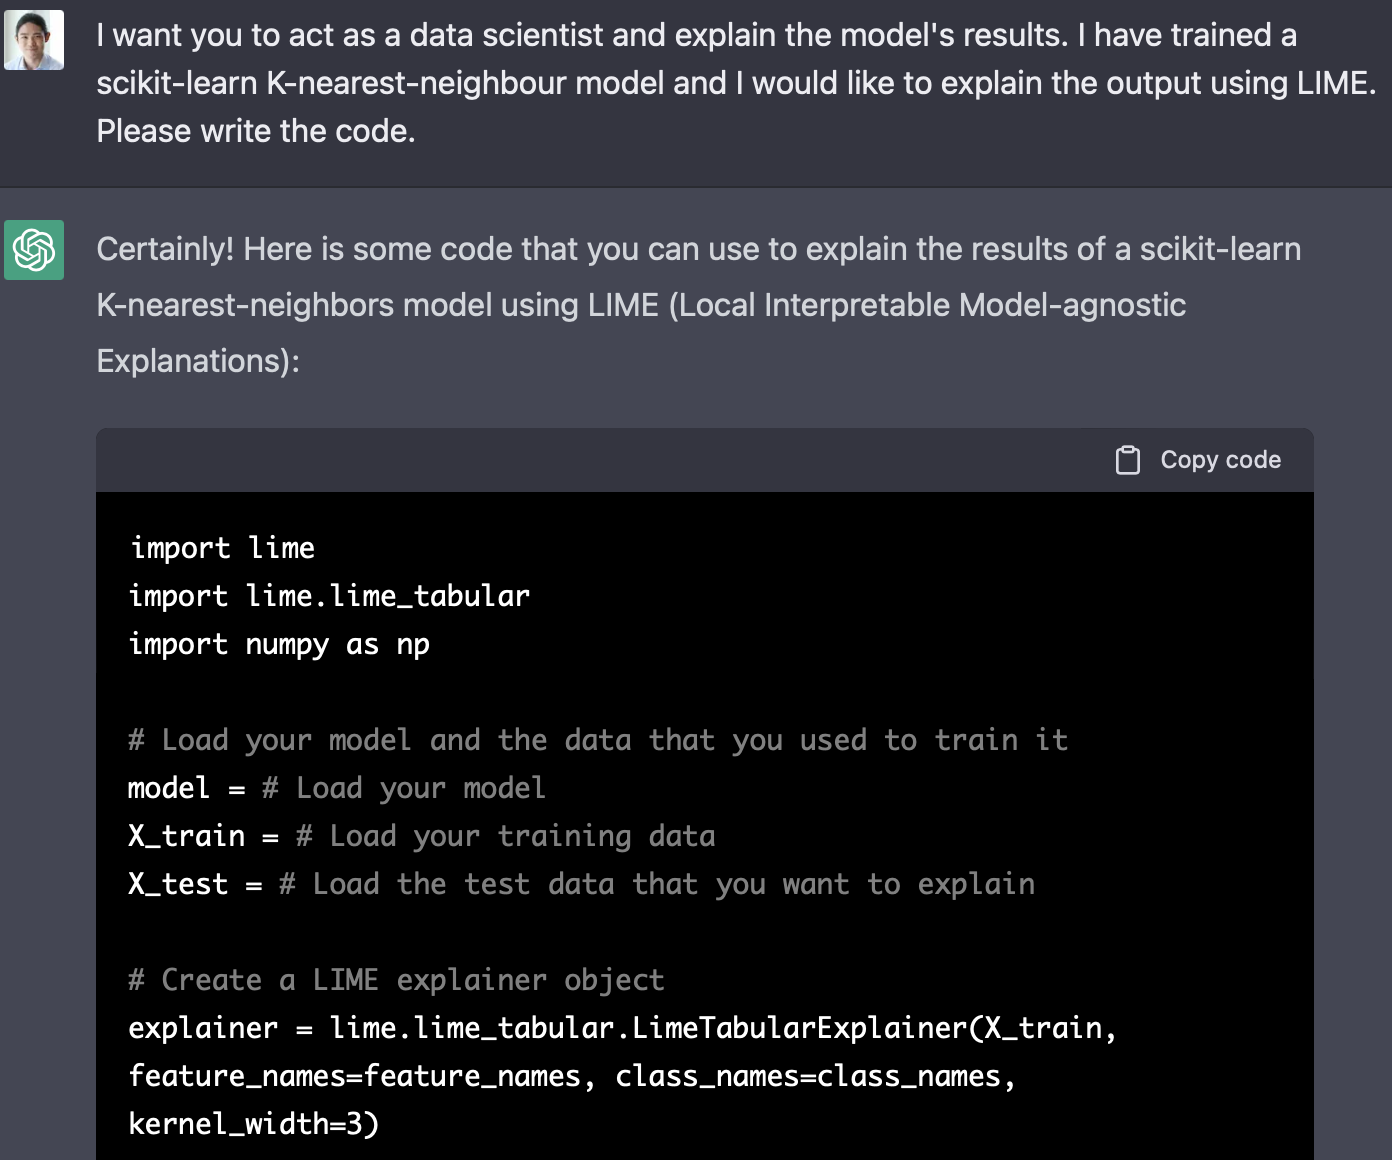 I want you to act as a data scientist and explain the model's results. I have trained a
scikit-learn K-nearest-neighbour model and I would like to explain the output using LIME.
Please write the code.
Certainly! Here is some code that you can use to explain the results of a scikit-learn
K-nearest-neighbors model using LIME (Local Interpretable Model-agnostic
Explanations):
Copy code
import lime
import lime.lime_tabular
import numpy as np
# Load your model and the data that you used to train it
model = # Load your model
X_train = # Load your training data
X_test = # Load the test data that you want to explain
# Create a LIME explainer object
explainer = lime.lime_tabular.LimeTabularExplainer(X_train,
feature_names=feature_names, class_names=class_names,
kernel_width=3)